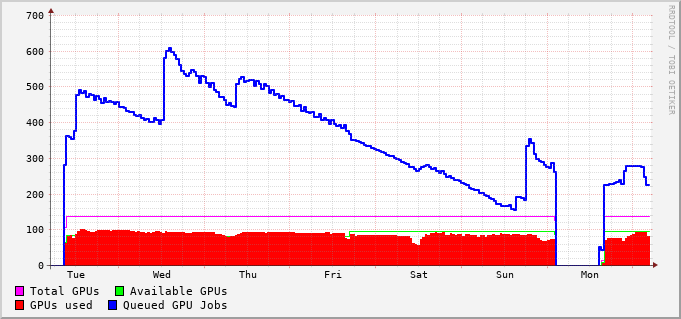 700
600
500
400
300
200
100
0
Tue Wed Thu Fri Sat Sun Mon
Total GPUs Available GPUs
GPUs used Queued GPU Jobs
RRDTOOL / TOBI OETIKER